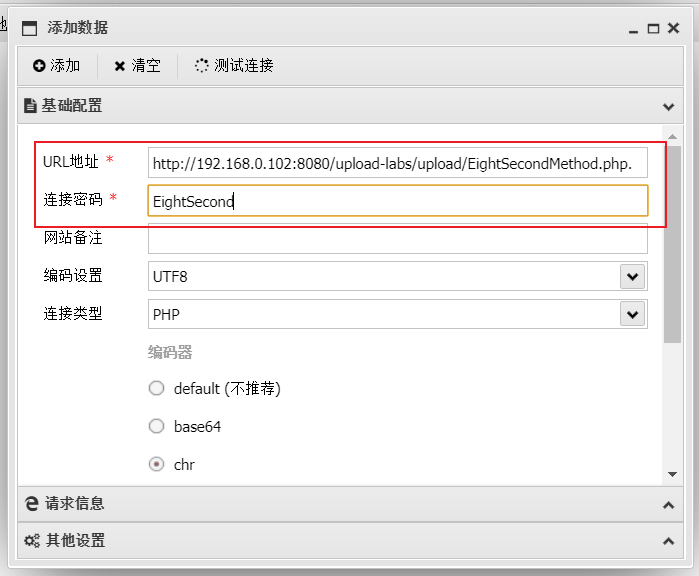 添加数据
添加 清空 测试连接
基础配置
URL地址 * http://192.168.0.102:8080/upload-labs/upload/EightSecondMethod.php.
连接密码 * EightSecond
网站备注
编码设置 UTF8
连接类型 PHP
编码器
default (不推荐)
base64
chr
请求信息
其他设置